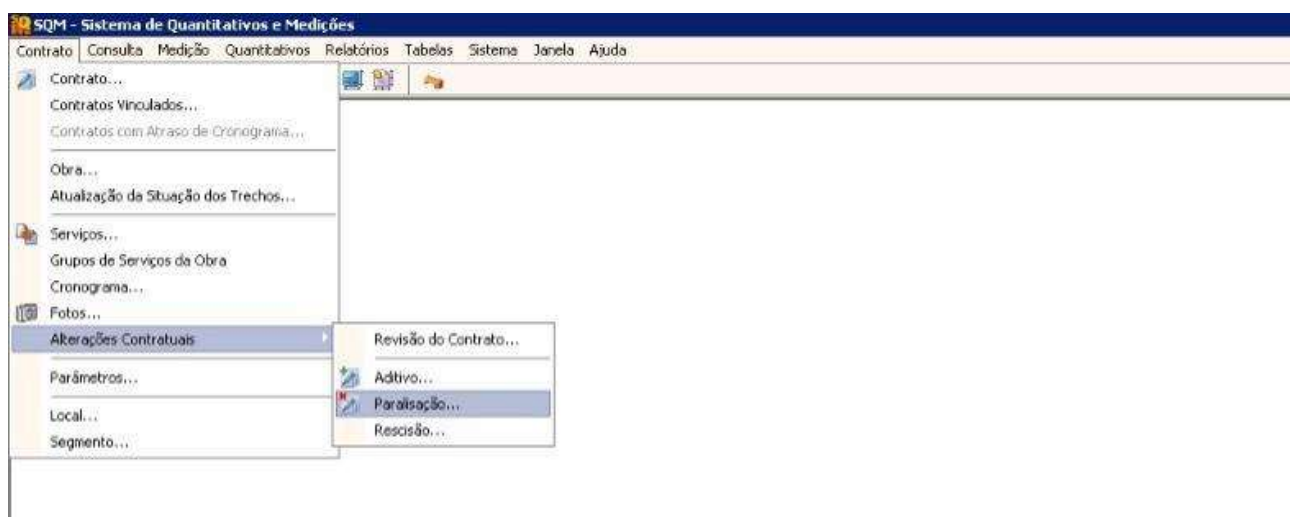 SQM - Sistema de Quantitativos e Medições
Contrato Consulta Medição Quantitativos Relatórios Tabelas Sistema Janela Ajuda
Contrato...
Contratos Vinculados...
Contratos com Atraso de Cronograma...
Obra...
Atualização da Situação dos Trechos...
Serviços...
Grupos de Serviços da Obra
Cronograma...
Fotos...
Alterações Contratuais
Revisão do Contrato...
Parâmetros...
Aditivo...
Paralisação...
Local...
Rescisão...
Segmento...